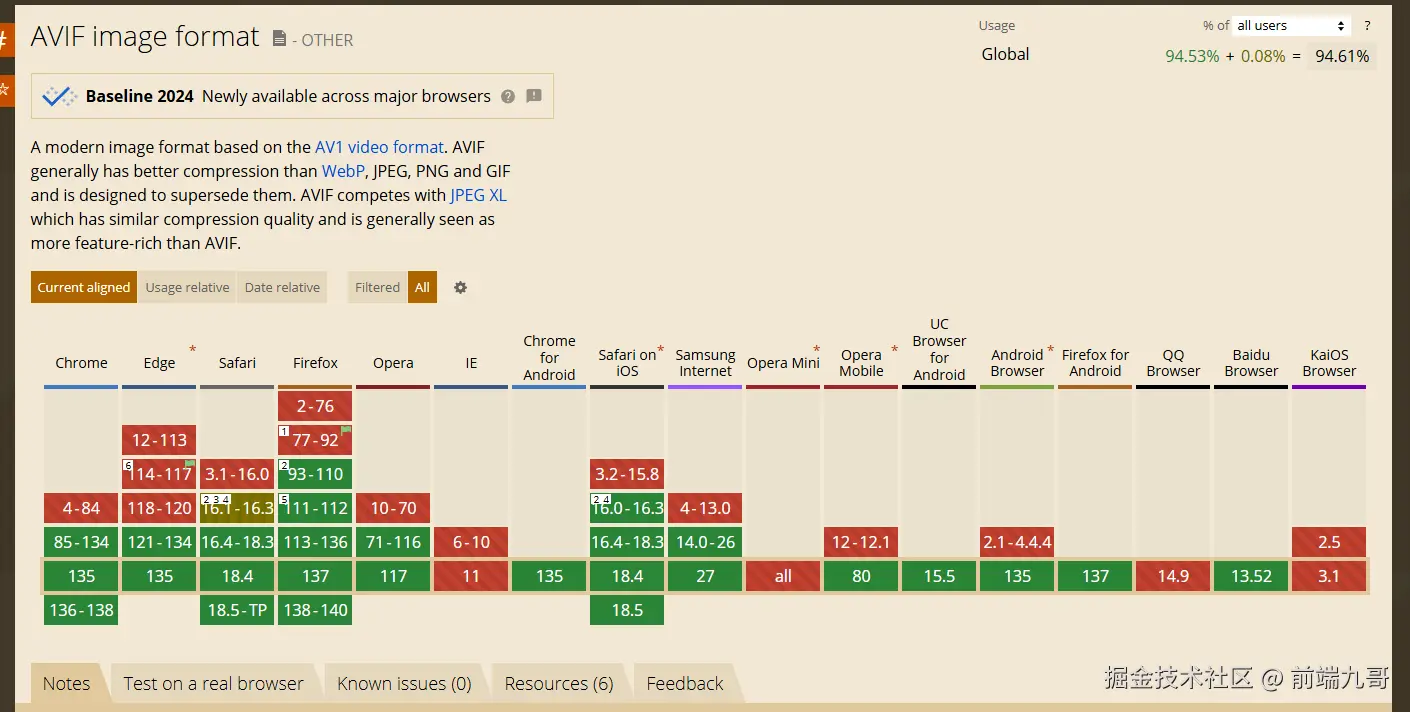 #
☆
AVIF image format - OTHER
Usage % of all users ?
Global 94.53% + 0.08% = 94.61%
Baseline 2024 Newly available across major browsers ?
A modern image format based on the AV1 video format. AVIF
generally has better compression than WebP, JPEG, PNG and GIF
and is designed to supersede them. AVIF competes with JPEG XL
which has similar compression quality and is generally seen as
more feature-rich than AVIF.
Current aligned Usage relative Date relative Filtered All
Chrome
Edge *
Safari
Firefox
Opera
IE
Chrome
for
Android
Safari on *
iOS
Samsung
Internet
Opera Mini *
Opera *
Mobile
UC
Browser
for
Android
Android *
Browser
Firefox for
Android
QQ
Browser
Baidu
Browser
KaiOS
Browser
2-76
12-113 1 77-92
6 114-117 3.1-16.0 2 93-110 3.2-15.8
4-84 118-120 2 3 4 16.1-16.3 5 111-112 10-70 2 4 16.0-16.3 4-13.0
85-134 121-134 16.4-18.3 113-136 71-116 6-10 16.4-18.3 14.0-26 12-12.1 2.1-4.4.4 2.5
135 135 18.4 137 117 11 135 18.4 27 all 80 15.5 135 137 14.9 13.52 3.1
136-138 18.5-TP 138-140 18.5
Notes Test on a real browser Known issues (0) Resources (6) Feedback
掘金技术社区 @ 前端九哥